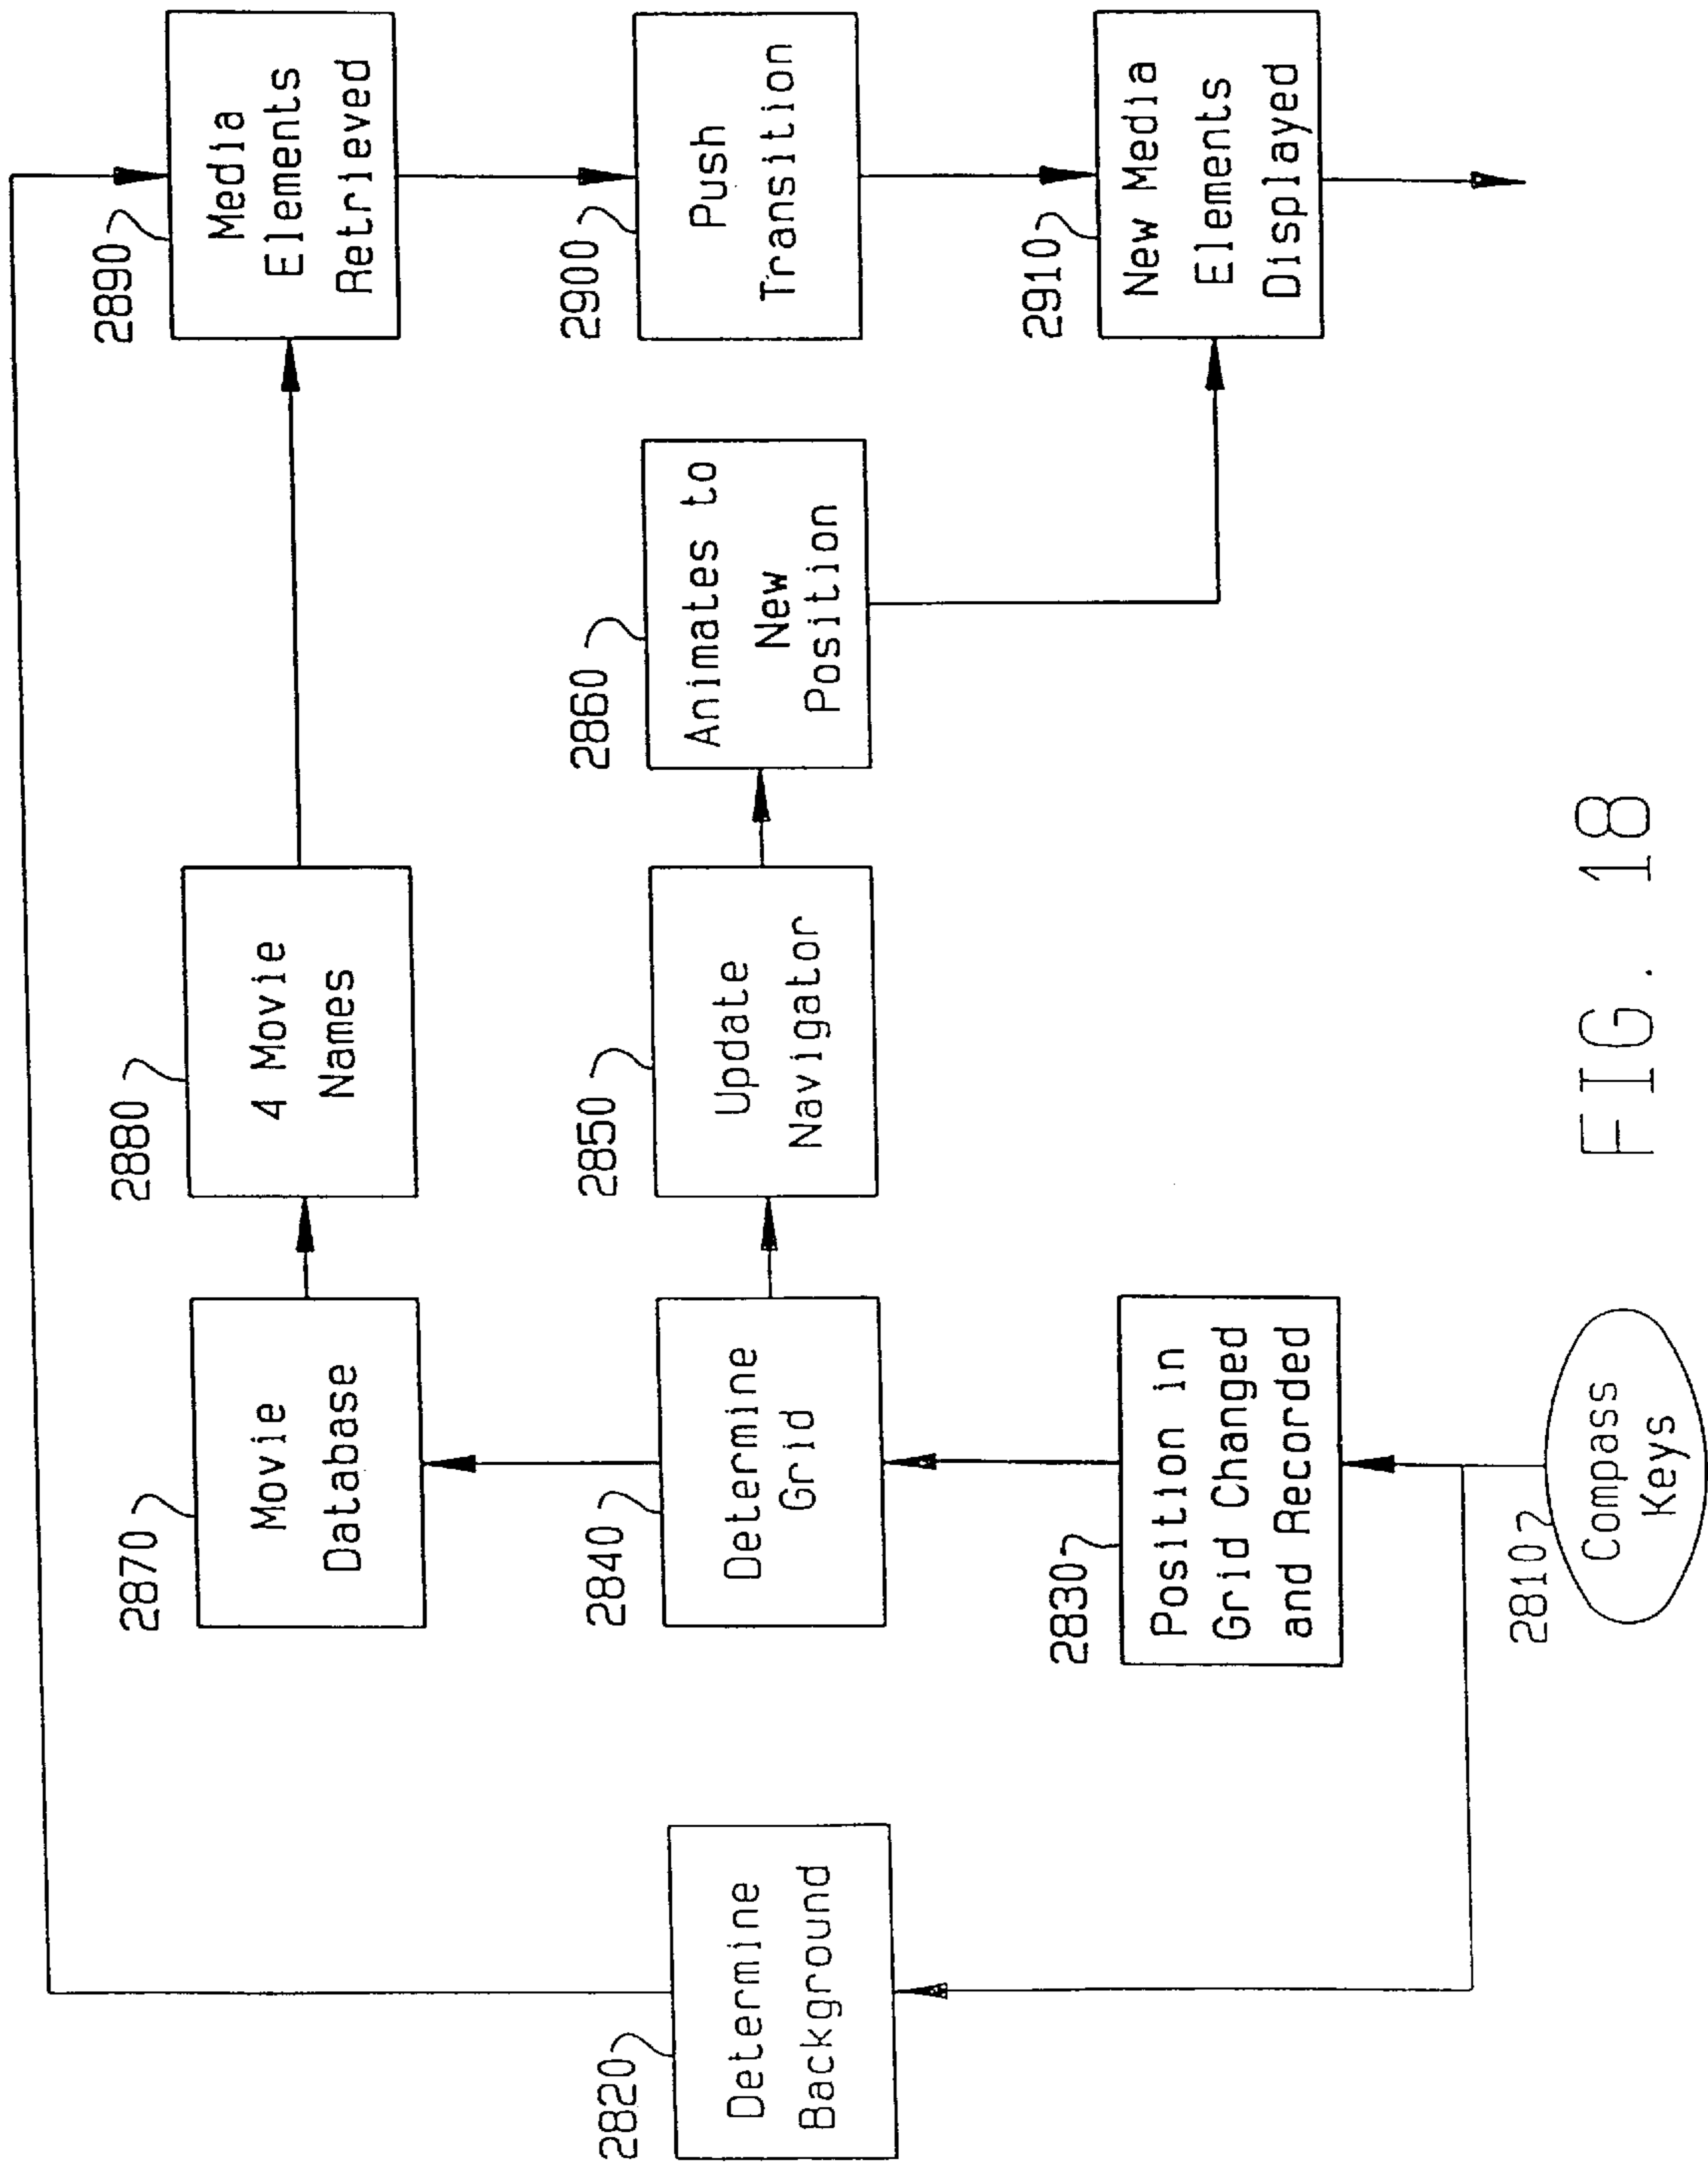 2820
Determine
Background
2870
Movie
Database
2840
Determine
Grid
2830
Position in
Grid Changed
and Recorded
2810
Compass
Keys
2880
4 Movie
Names
2850
Update
Navigator
2860
Animates to
New
Position
2890
Media
Elements
Retrieved
2900
Push
Transition
2910
New Media
Elements
Displayed
FIG. 18